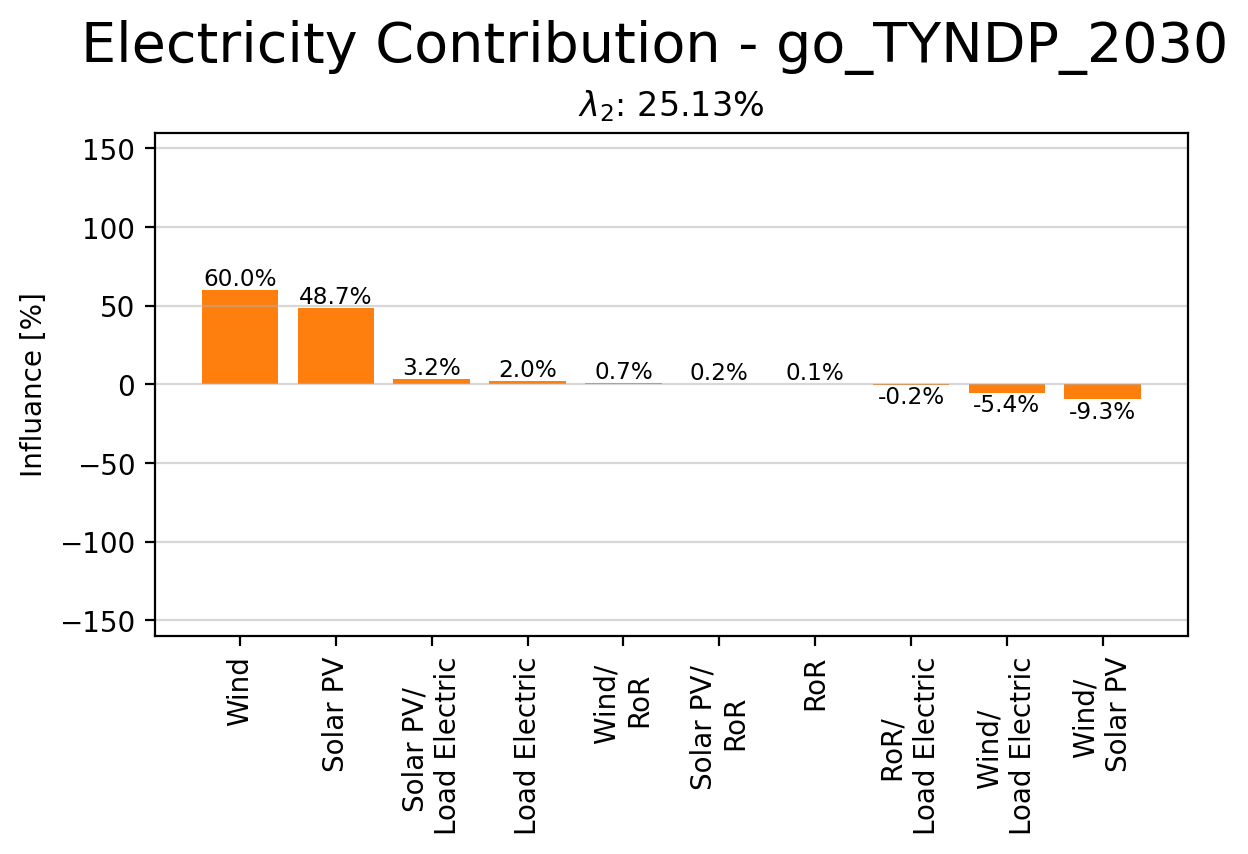 Electricity Contribution - go_TYNDP_2030
λ2: 25.13%
Influance [%]
150
100
50
0
−50
−100
−150
60.0%
48.7%
3.2%
2.0%
0.7%
0.2%
0.1%
-0.2%
-5.4%
-9.3%
Wind
Solar PV
Solar PV/
Load Electric
Load Electric
Wind/
RoR
Solar PV/
RoR
RoR
RoR/
Load Electric
Wind/
Load Electric
Wind/
Solar PV